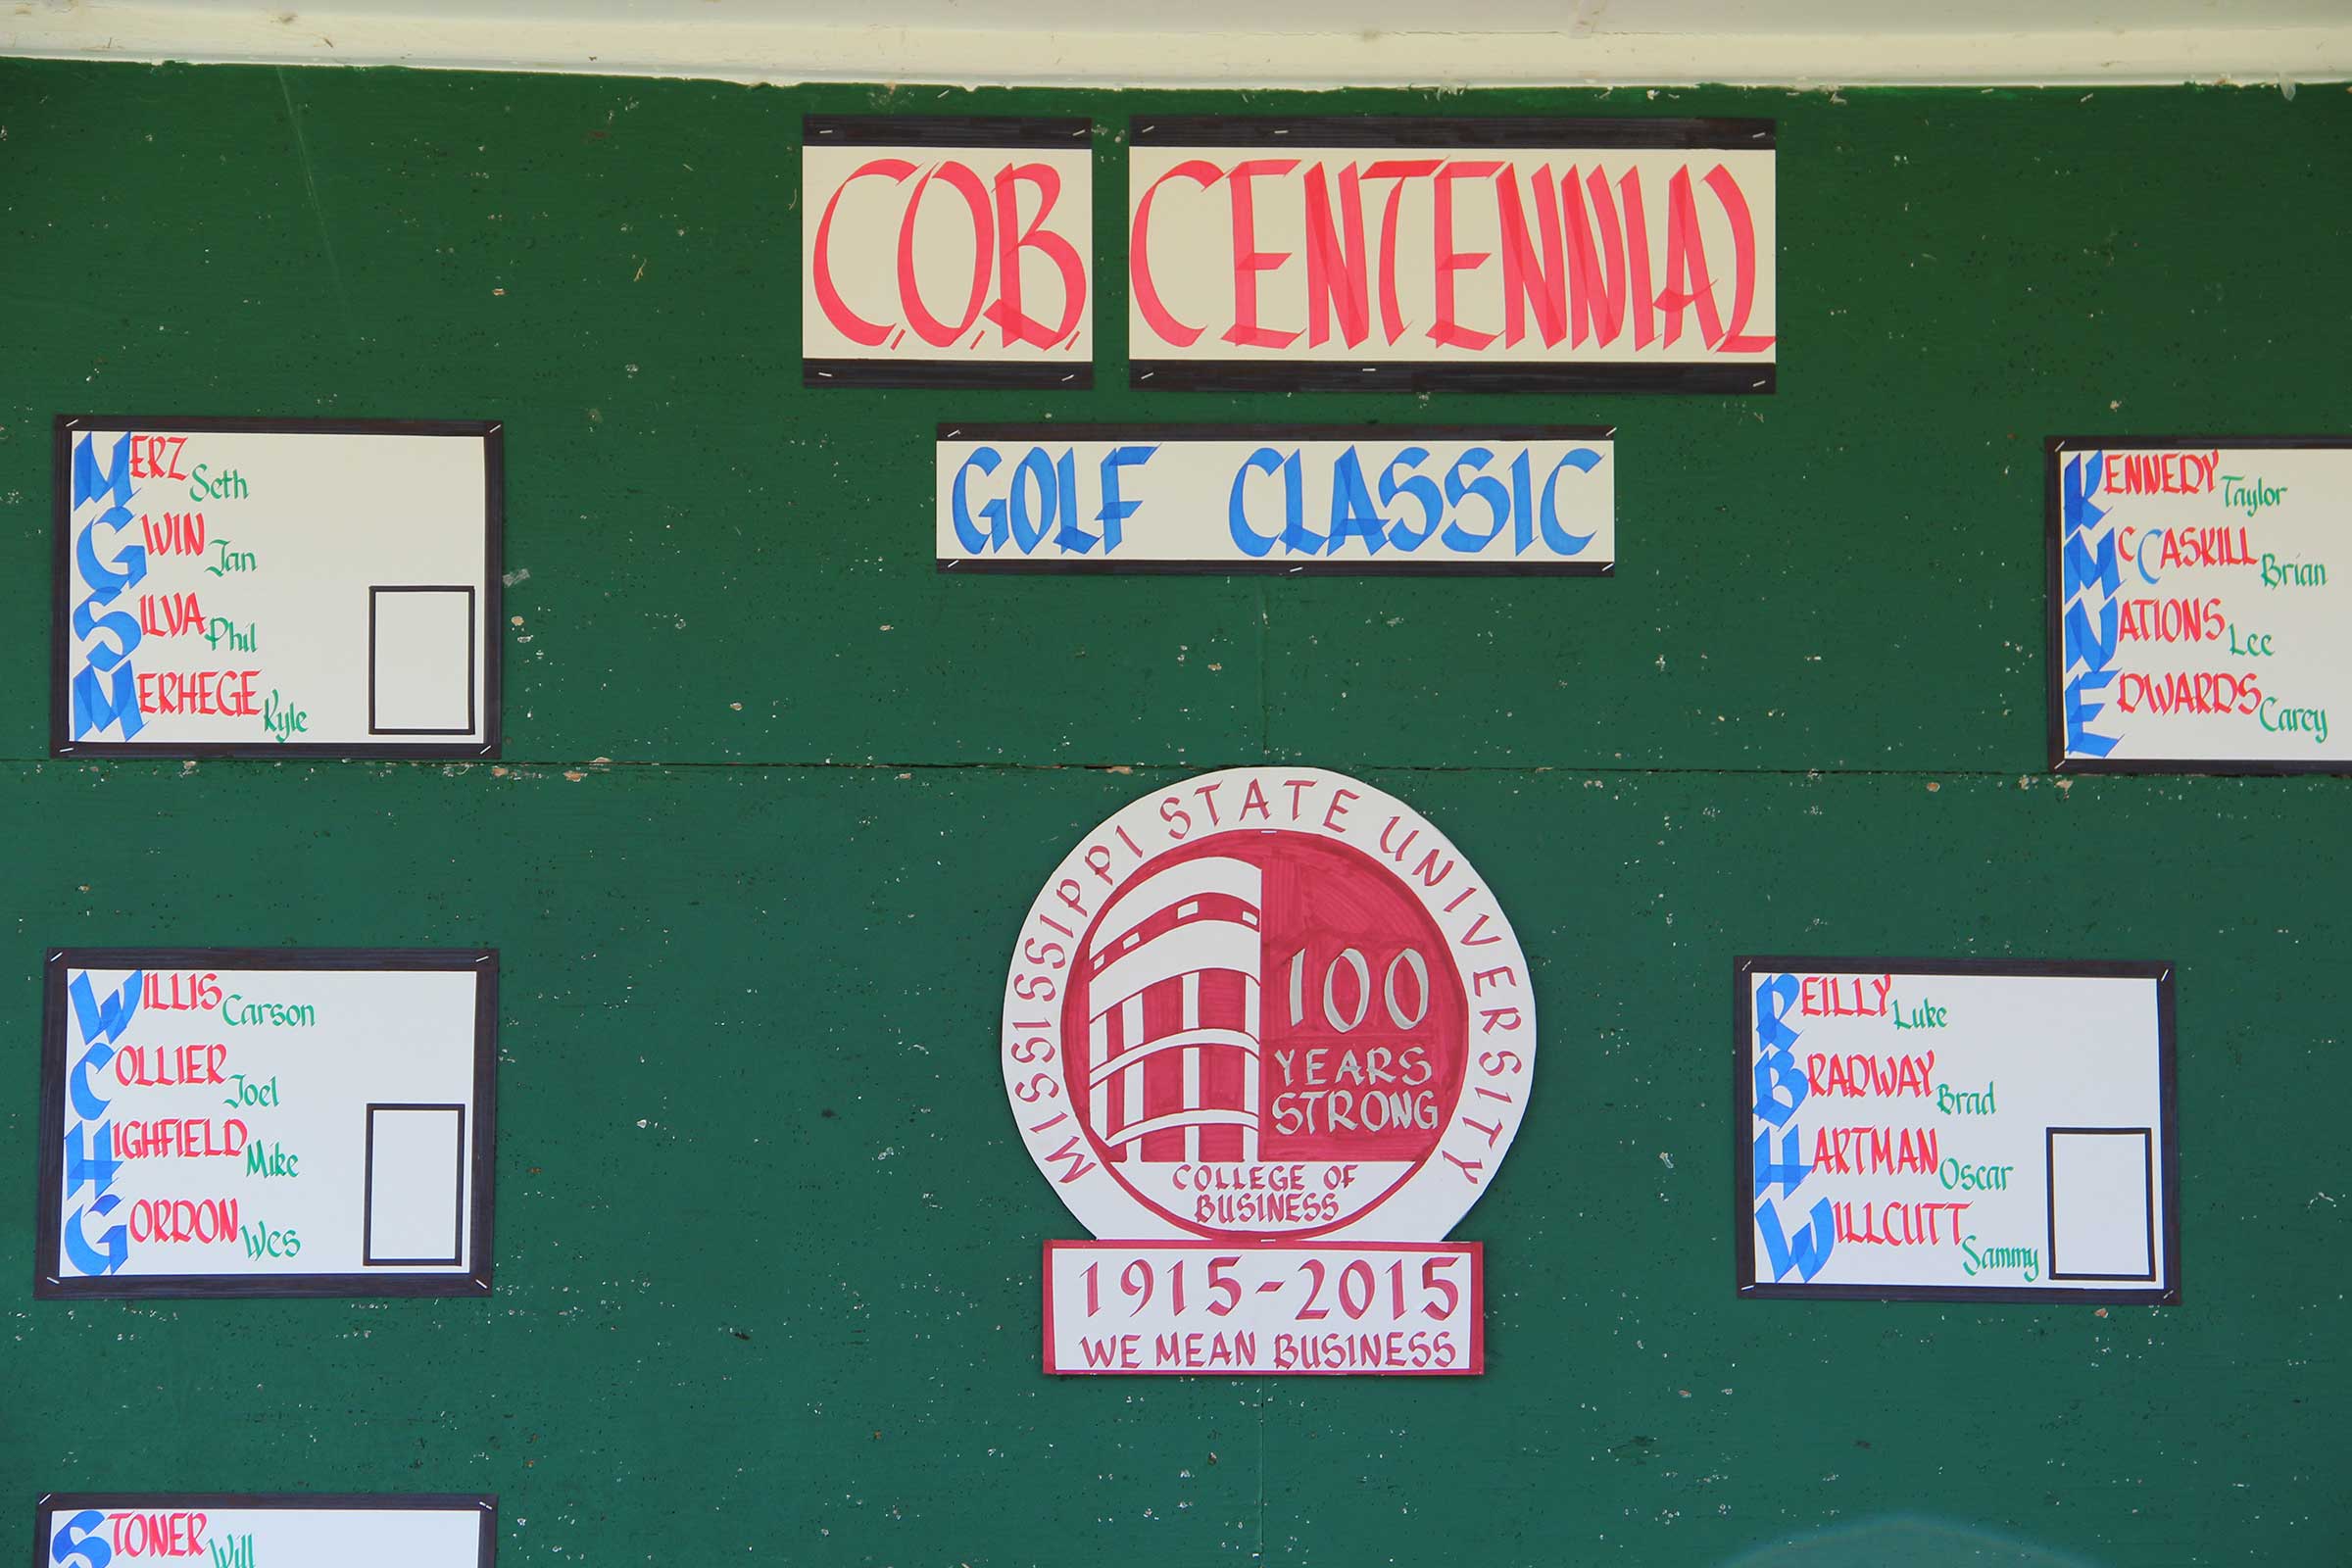 C.O.B. CENTENNIAL
GOLF CLASSIC
MERZ Seth
GWIN Jan
SILVA Phil
MERHEGE Kyle
KENNEDY Taylor
McCASKILL Brian
NATIONS Lee
EDWARDS Carey
MISSISSIPPI STATE UNIVERSITY
100
YEARS
STRONG
COLLEGE OF
BUSINESS
1915-2015
WE MEAN BUSINESS
WILLIS Carson
COLLIER Joel
HIGHFIELD Mike
GORDON Wes
REILLY Luke
BRADWAY Brad
HARTMAN Oscar
WILLCUTT Sammy
STONER Will